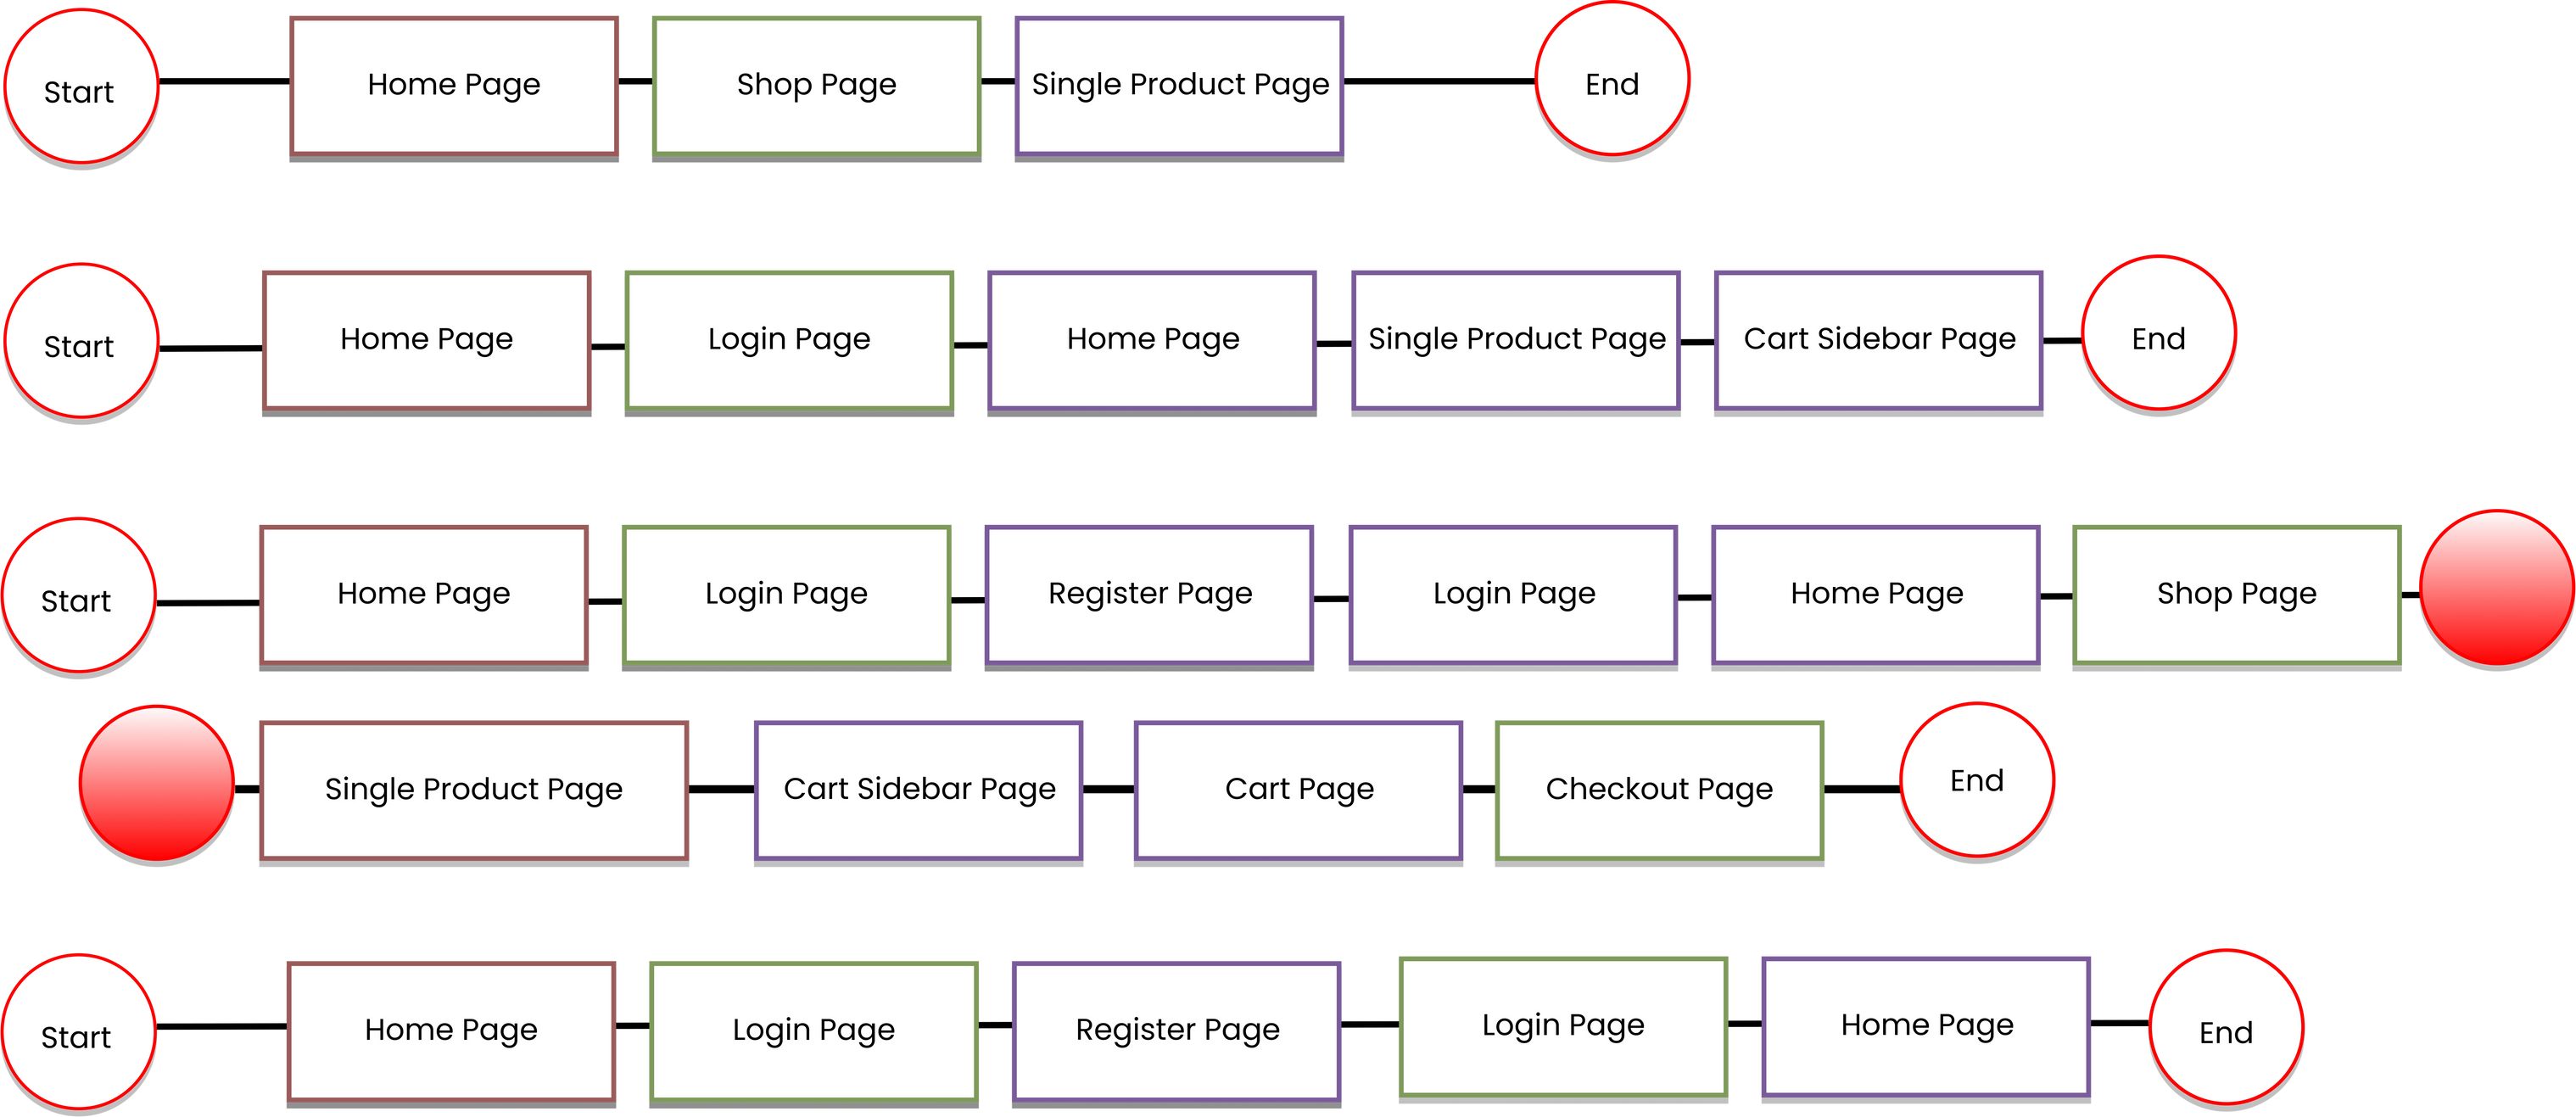 Start
Home Page
Shop Page
Single Product Page
End
Start
Home Page
Login Page
Home Page
Single Product Page
Cart Sidebar Page
End
Start
Home Page
Login Page
Register Page
Login Page
Home Page
Shop Page
Single Product Page
Cart Sidebar Page
Cart Page
Checkout Page
End
Start
Home Page
Login Page
Register Page
Login Page
Home Page
End